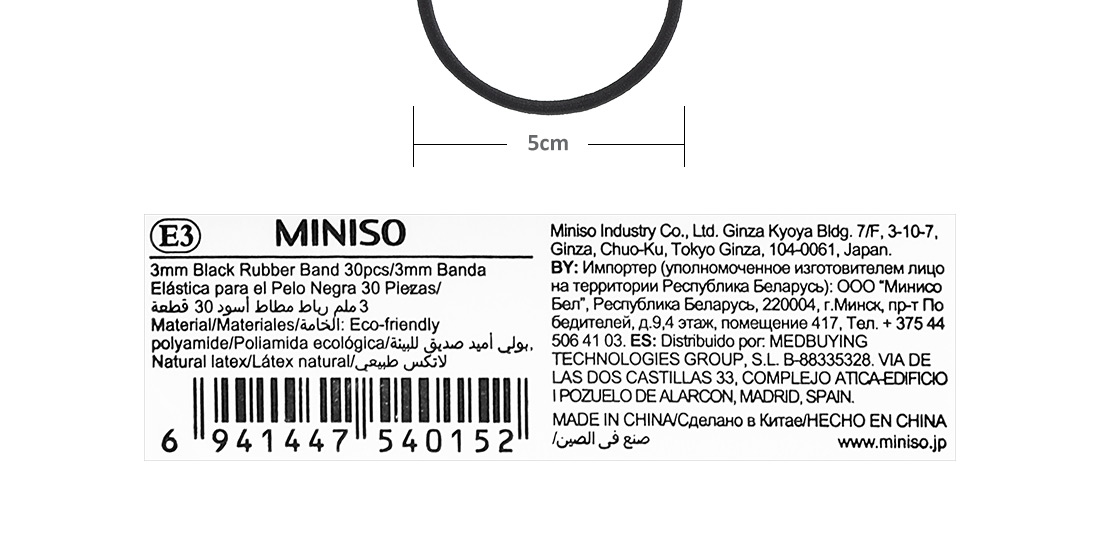 5cm
E3 MINISO
3mm Black Rubber Band 30pcs/3mm Banda
Elástica para el Pelo Negra 30 Piezas/
3 ملم رباط مطاط أسود 30 قطعة
Material/Materiales/الخامة: Eco-friendly
polyamide/Poliamida ecológica/بولي أميد صديق للبيئة,
Natural latex/Látex natural/لاتكس طبيعي
6 941447 540152
Miniso Industry Co., Ltd. Ginza Kyoya Bldg. 7/F, 3-10-7,
Ginza, Chuo-Ku, Tokyo Ginza, 104-0061, Japan.
BY: Импортер (уполномоченное изготовителем лицо
на территории Республики Беларусь): ООО "Минисо
Бел", Республика Беларусь, 220004, г.Минск, пр-т По
бедителей, д.9,4 этаж, помещение 417, Тел. + 375 44
506 41 03. ES: Distribuido por: MEDBUYING
TECHNOLOGIES GROUP, S.L. B-88335328. VIA DE
LAS DOS CASTILLAS 33, COMPLEJO ATICA-EDIFICIO
I POZUELO DE ALARCON, MADRID, SPAIN.
MADE IN CHINA/Сделано в Китае/HECHO EN CHINA
/صنع في الصين
www.miniso.jp